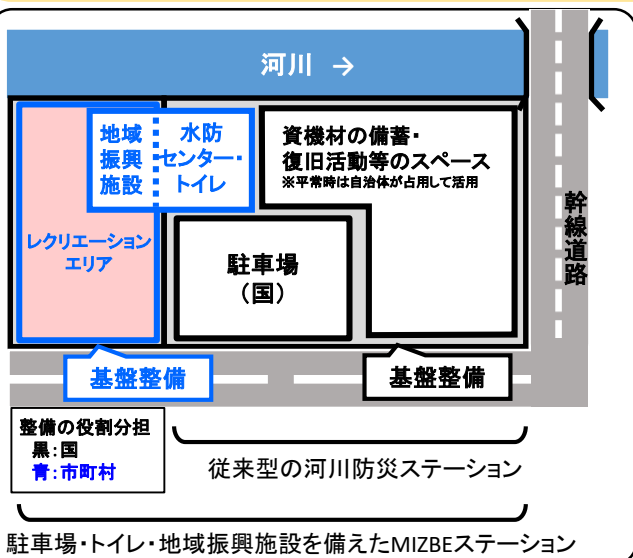 河川 →
地域
振興
施設
水防
センター・
トイレ
資機材の備蓄・
復旧活動等のスペース
※平常時は自治体が占用して活用
幹線道路
レクリエーション
エリア
駐車場
（国）
基盤整備
基盤整備
整備の役割分担
黒：国
青：市町村
従来型の河川防災ステーション
駐車場・トイレ・地域振興施設を備えたMIZBEステーション